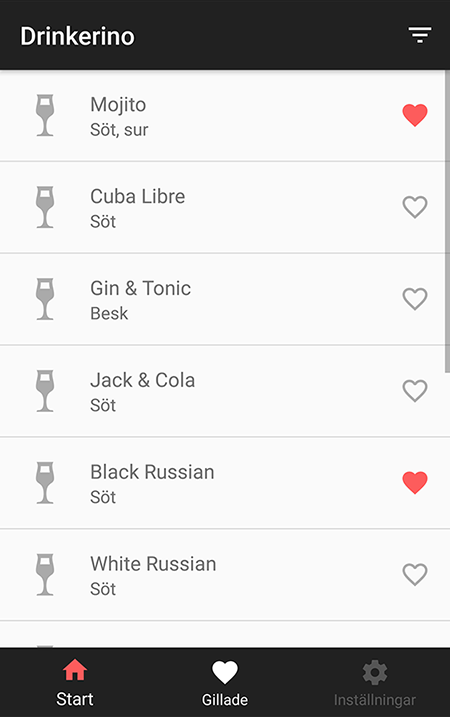 Drinkerino
Mojito
Söt, sur
Cuba Libre
Söt
Gin & Tonic
Besk
Jack & Cola
Söt
Black Russian
Söt
White Russian
Söt
Start
Gillade
Inställningar